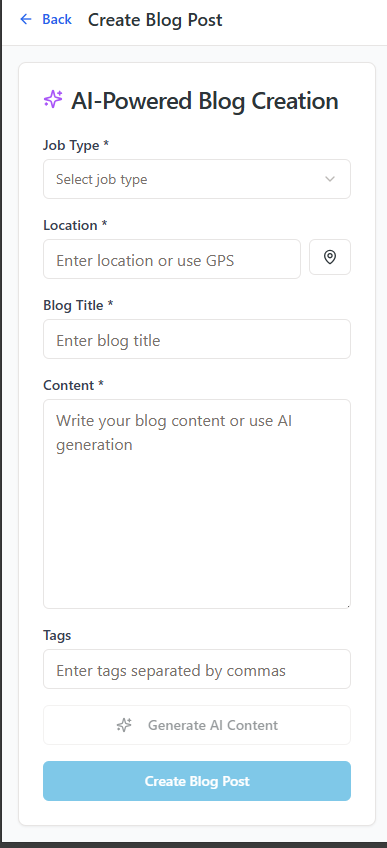 Back Create Blog Post
AI-Powered Blog Creation
Job Type *
Select job type
Location *
Enter location or use GPS
Blog Title *
Enter blog title
Content *
Write your blog content or use AI
generation
Tags
Enter tags separated by commas
Generate AI Content
Create Blog Post